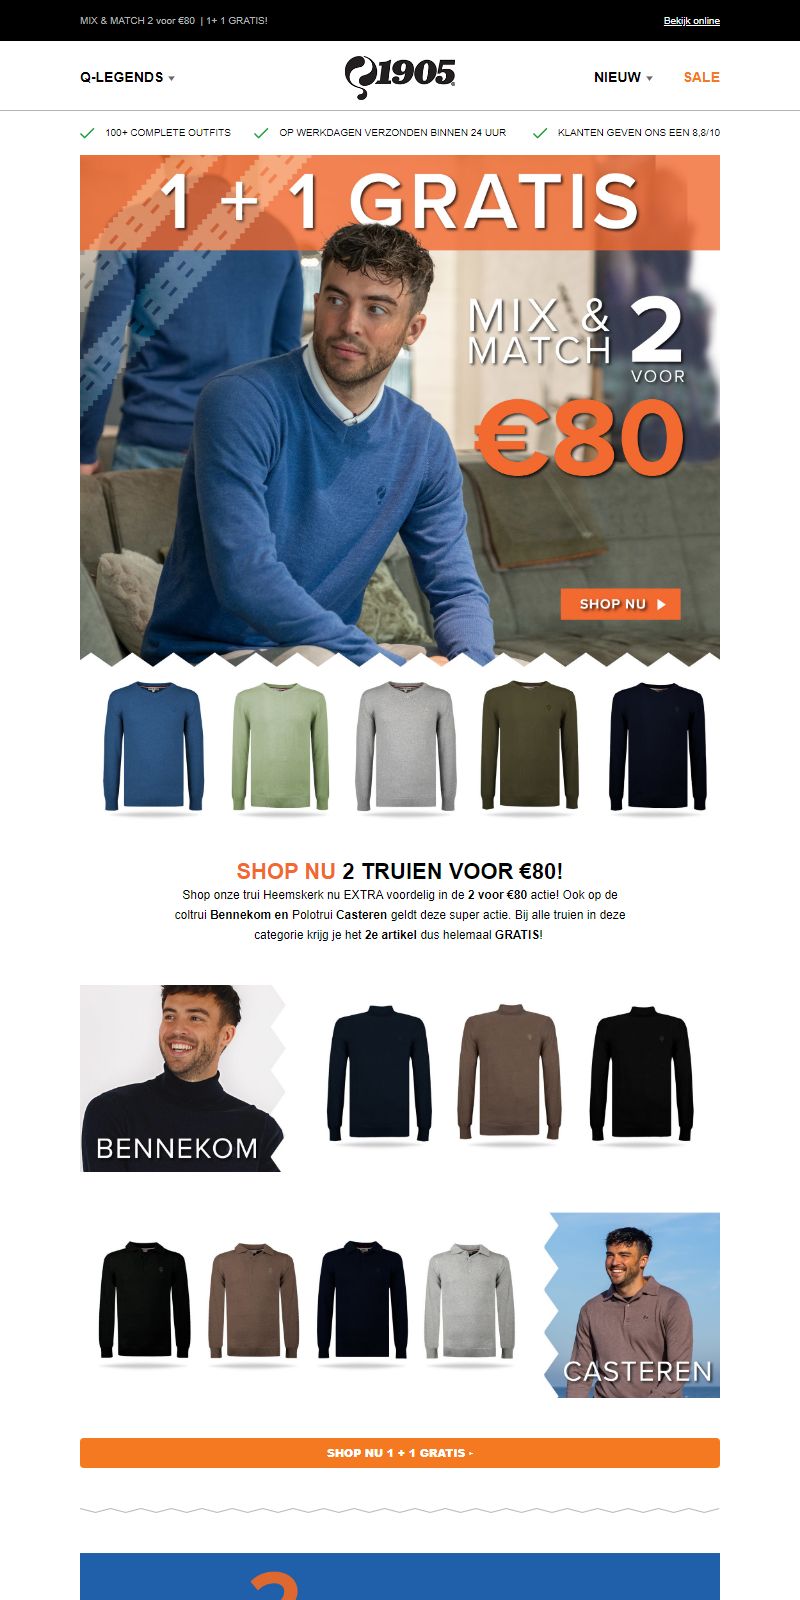 MIX & MATCH 2 voor €80 | 1+ 1 GRATIS!
Bekijk online
Q-LEGENDS
1905
NIEUW
SALE
100+ COMPLETE OUTFITS
OP WERKDAGEN VERZONDEN BINNEN 24 UUR
KLANTEN GEVEN ONS EEN 8,8/10
1 + 1 GRATIS
MIX &
MATCH
2
VOOR
€80
SHOP NU
SHOP NU 2 TRUIEN VOOR €80!
Shop onze trui Heemskerk nu EXTRA voordelig in de 2 voor €80 actie! Ook op de
coltrui Bennekom en Polotrui Casteren geldt deze super actie. Bij alle truien in deze
categorie krijg je het 2e artikel dus helemaal GRATIS!
BENNEKOM
CASTEREN
SHOP NU 1 + 1 GRATIS -